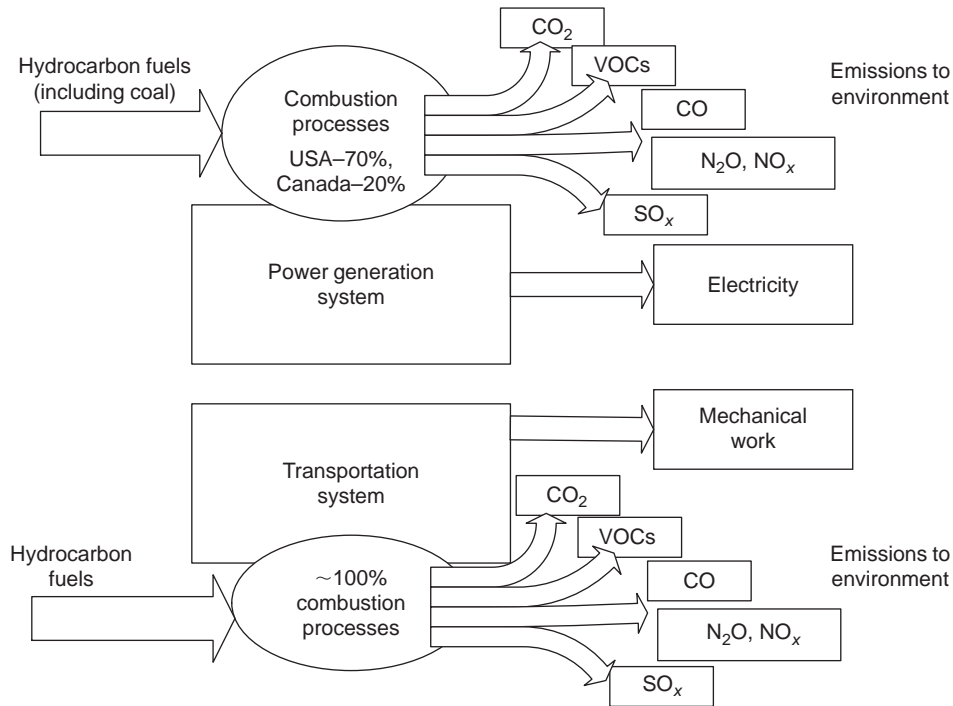 CO₂
VOCs
CO
N₂O, NOₓ
SOₓ
Hydrocarbon fuels
(including coal)
Combustion
processes
USA–70%,
Canada–20%
Emissions to
environment
Power generation
system
Electricity
Transportation
system
Mechanical
work
CO₂
VOCs
CO
N₂O, NOₓ
SOₓ
Hydrocarbon
fuels
~100%
combustion
processes
Emissions to
environment